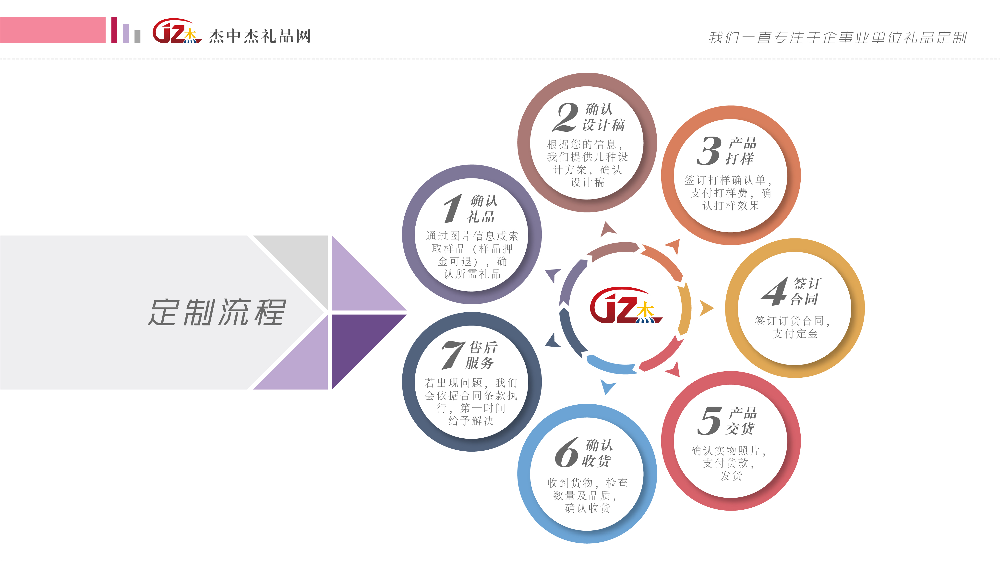 JZ杰
杰中杰礼品网
我们一直专注于企事业单位礼品定制
定制流程
1
确认
礼品
通过图片信息或索
取样品（样品押
金可退），确
认所需礼品
2
确认
设计稿
根据您的信息，
我们提供几种设
计方案，确认
设计稿
3
产品
打样
签订打样确认单，
支付打样费，确
认打样效果
4
签订
合同
签订订货合同，
支付定金
5
产品
交货
确认实物照片，
支付货款，
发货
6
确认
收货
收到货物，检查
数量及品质，
确认收货
7
售后
服务
若出现问题，我们
会依据合同条款执
行，第一时间
给予解决
JZ杰